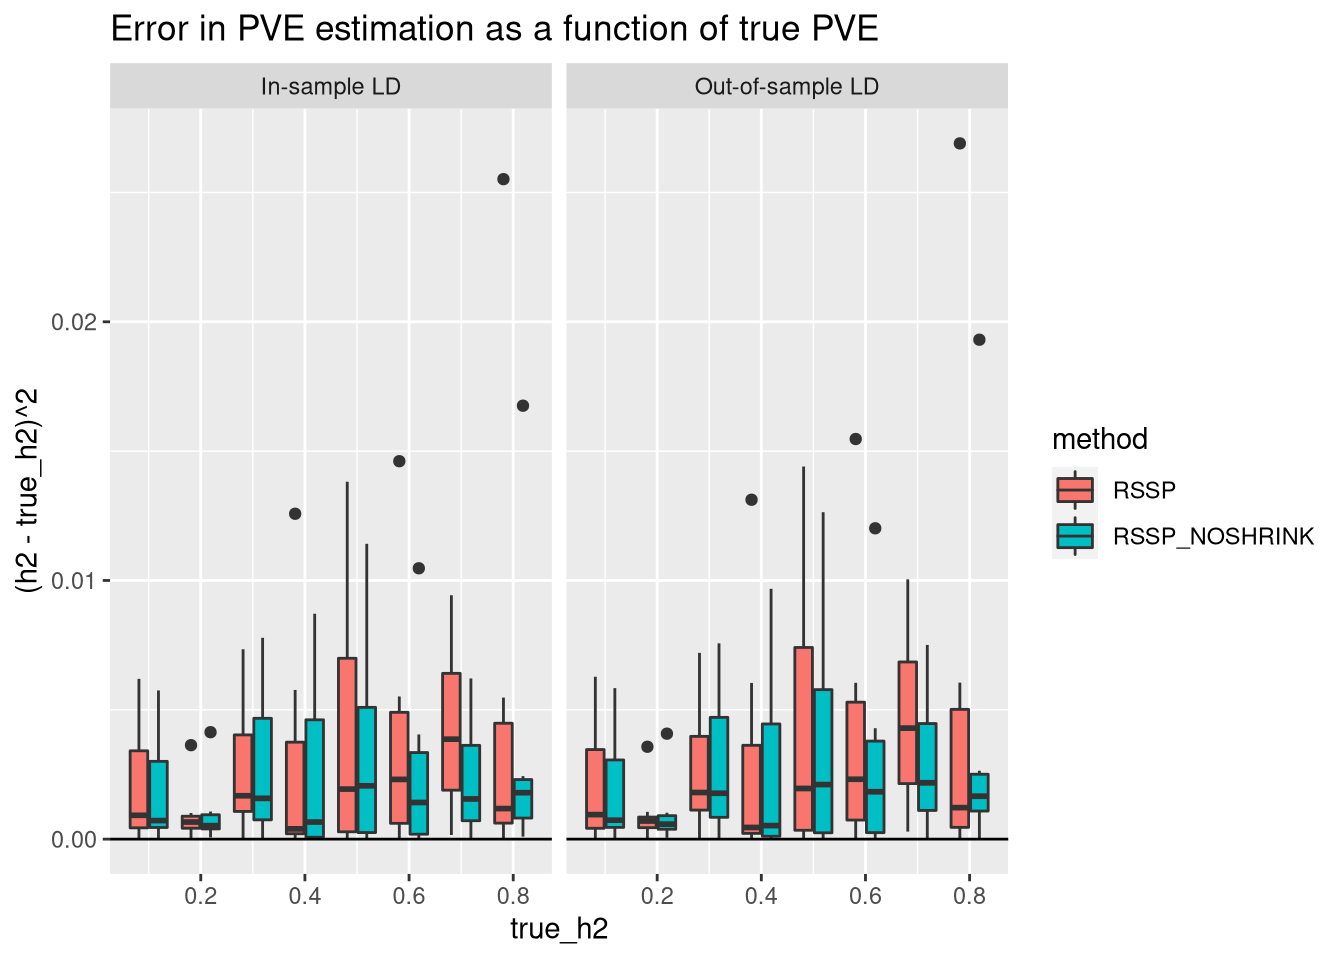 Error in PVE estimation as a function of true PVE
In-sample LD
Out-of-sample LD
0.02
0.01
0.00
(h2 - true_h2)^2
0.2
0.4
0.6
0.8
0.2
0.4
0.6
0.8
true_h2
method
RSSP
RSSP_NOSHRINK